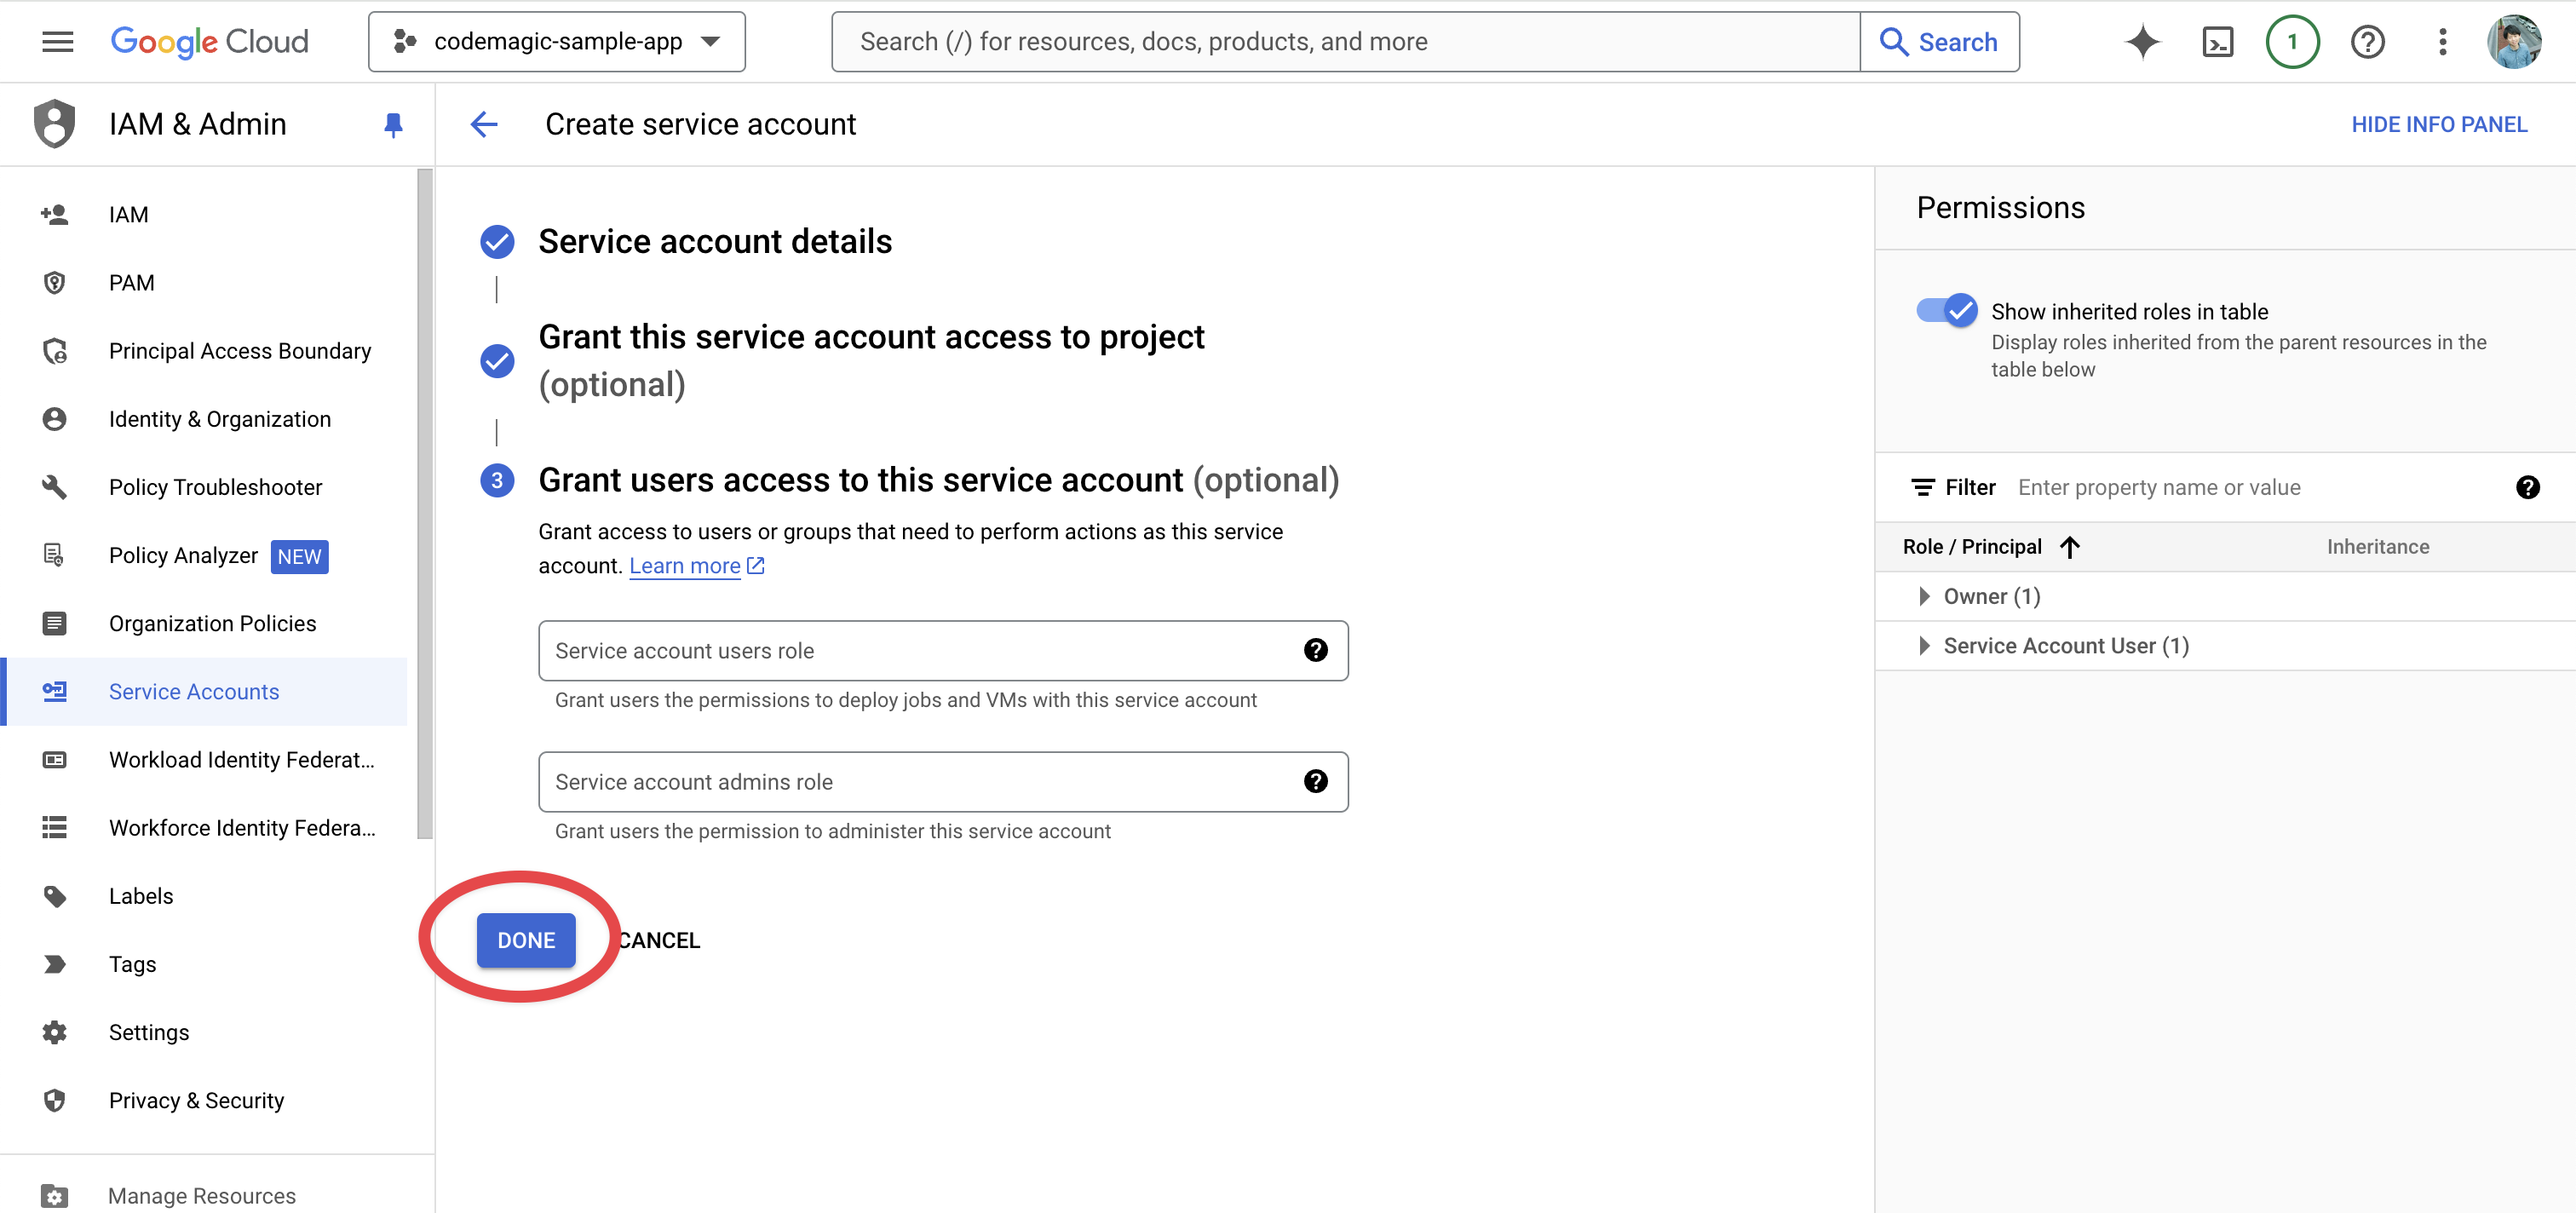 Google Cloud
codemagic-sample-app
Search (/) for resources, docs, products, and more
Search
1
IAM & Admin
Create service account
HIDE INFO PANEL
IAM
PAM
Principal Access Boundary
Identity & Organization
Policy Troubleshooter
Policy Analyzer NEW
Organization Policies
Service Accounts
Workload Identity Federat...
Workforce Identity Federa...
Labels
Tags
Settings
Privacy & Security
Manage Resources
Service account details
Grant this service account access to project
(optional)
3 Grant users access to this service account (optional)
Grant access to users or groups that need to perform actions as this service
account. Learn more
Service account users role
Grant users the permissions to deploy jobs and VMs with this service account
Service account admins role
Grant users the permission to administer this service account
DONE
CANCEL
Permissions
Show inherited roles in table
Display roles inherited from the parent resources in the
table below
Filter Enter property name or value
Role / Principal Inheritance
Owner (1)
Service Account User (1)